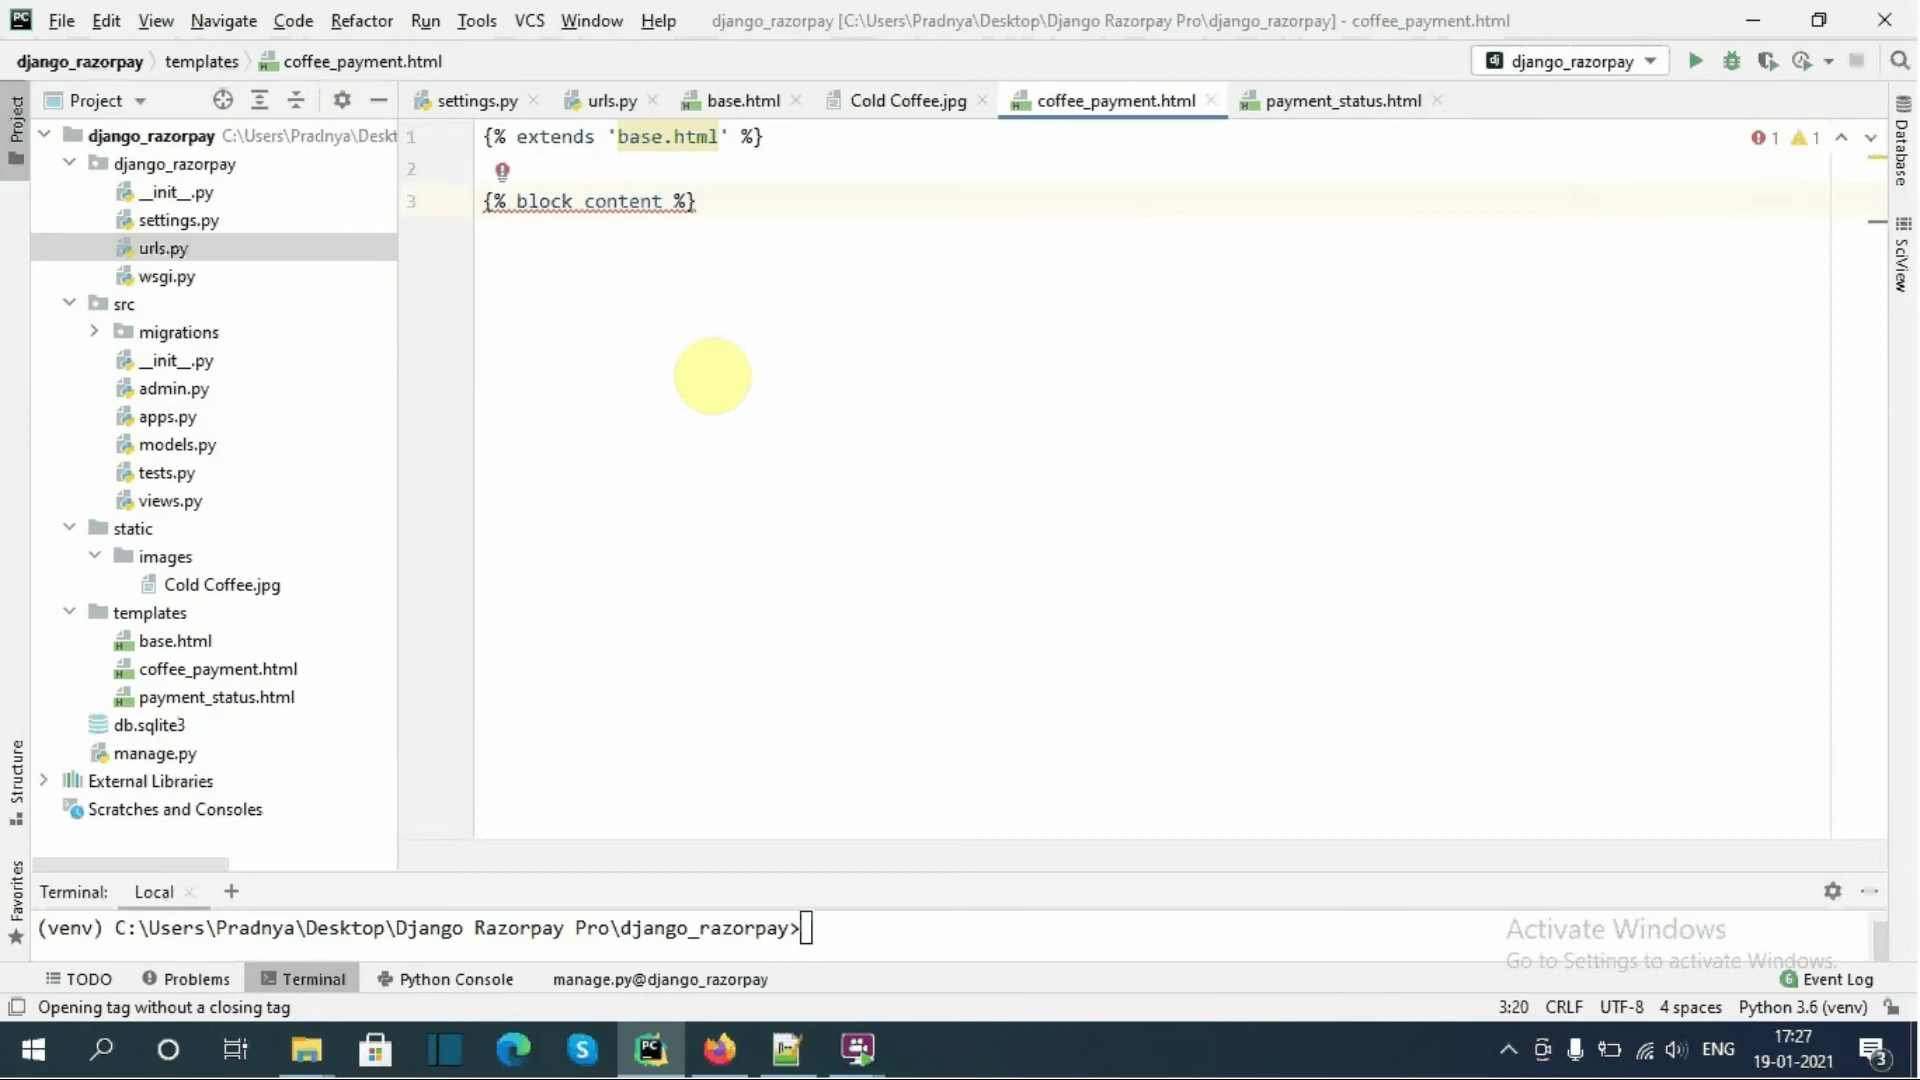 File Edit View Navigate Code Refactor Run Tools VCS Window Help django_razorpay [C:\Users\Pradnya\Desktop\Django Razorpay Pro\django_razorpay] - coffee_payment.html
django_razorpay templates coffee_payment.html django_razorpay
Project settings.py urls.py base.html Cold Coffee.jpg coffee_payment.html payment_status.html
Project
django_razorpay C:\Users\Pradnya\Deskt
django_razorpay
__init__.py
settings.py
urls.py
wsgi.py
src
migrations
__init__.py
admin.py
apps.py
models.py
tests.py
views.py
static
images
Cold Coffee.jpg
templates
base.html
coffee_payment.html
payment_status.html
db.sqlite3
manage.py
External Libraries
Scratches and Consoles
Structure
Favorites
1 {% extends 'base.html' %}
2
3 {% block content %}
1 1
Database
SciView
Terminal: Local
(venv) C:\Users\Pradnya\Desktop\Django Razorpay Pro\django_razorpay>
Activate Windows
Go to Settings to activate Windows.
TODO Problems Terminal Python Console manage.py@django_razorpay 6 Event Log
Opening tag without a closing tag 3:20 CRLF UTF-8 4 spaces Python 3.6 (venv)
ENG 17:27
19-01-2021 3